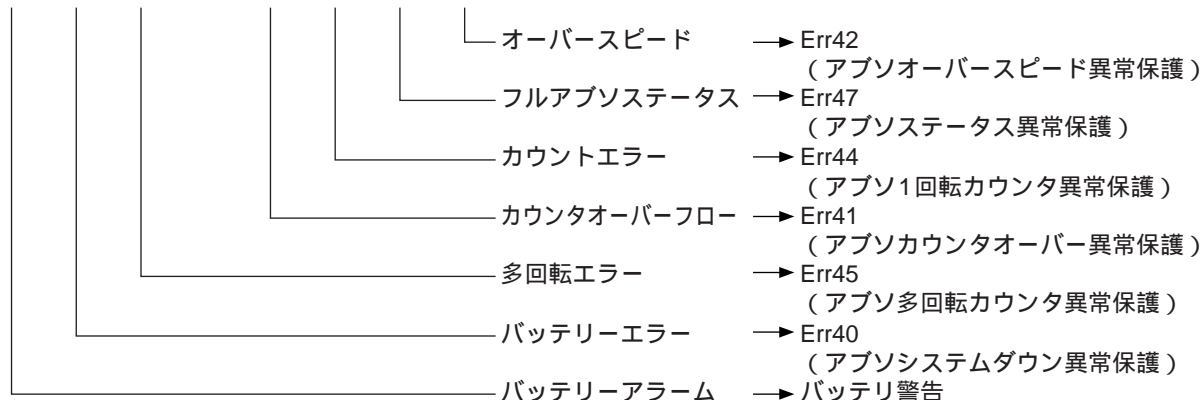 オーバースピード Err42
（アブソオーバースピード異常保護）
フルアブソステータス Err47
（アブソステータス異常保護）
カウントエラー Err44
（アブソ1回転カウンタ異常保護）
カウンタオーバーフロー Err41
（アブソカウンタオーバー異常保護）
多回転エラー Err45
（アブソ多回転カウンタ異常保護）
バッテリーエラー Err40
（アブソシステムダウン異常保護）
バッテリーアラーム バッテリ警告